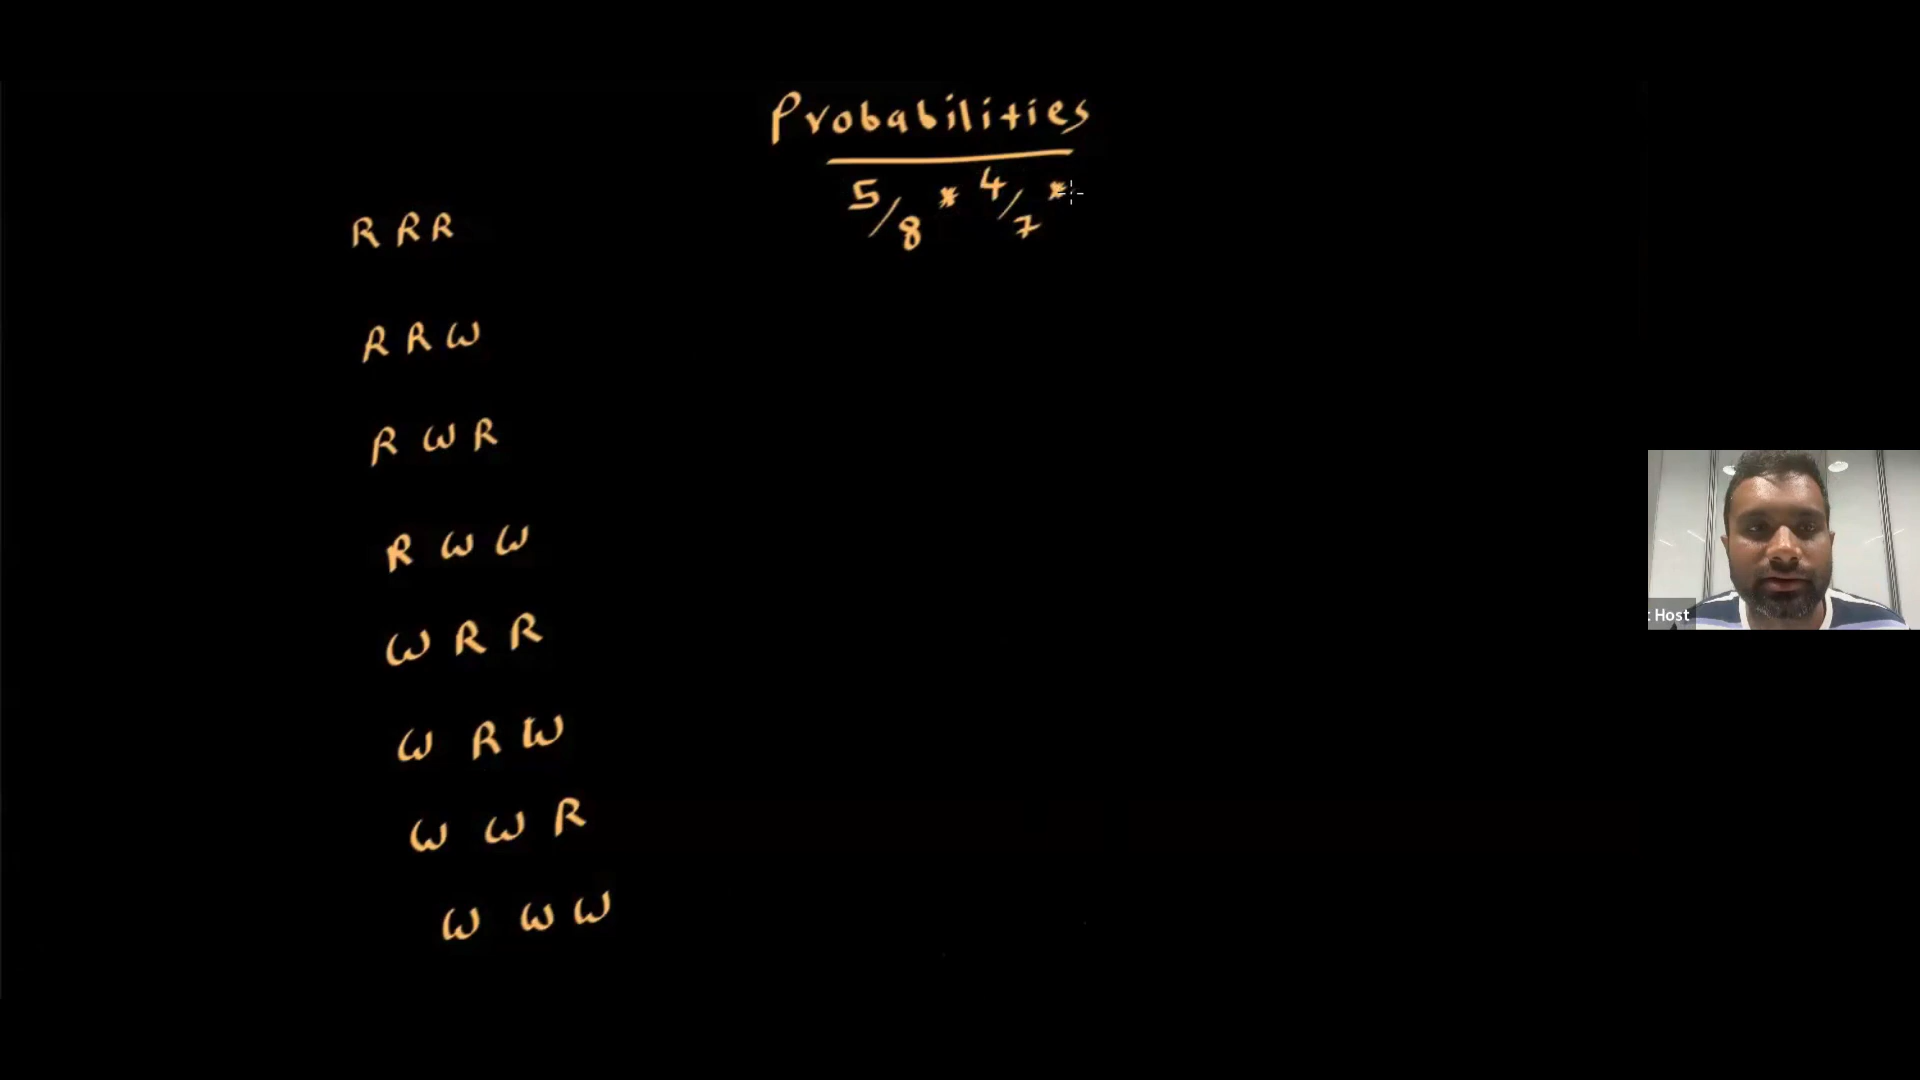 Probabilities
5/8 * 4/7 *
R R R
R R W
R W R
R W W
W R R
W R W
W W R
W W W
Host